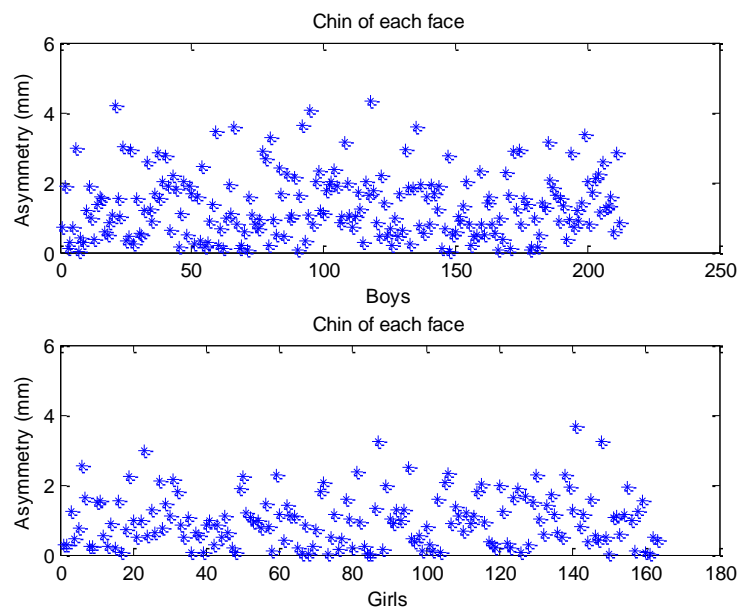 Chin of each face
6
4
2
0
Asymmetry (mm)
0 50 100 150 200 250
Boys
Chin of each face
6
4
2
0
Asymmetry (mm)
0 20 40 60 80 100 120 140 160 180
Girls